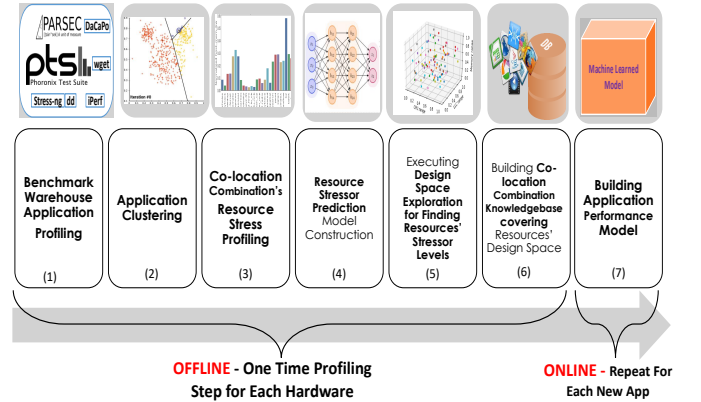 PARSEC
DaCaPo
pts
wget
Phoronix Test Suite
Stress-ng
dd
iPerf
Iteration #0
DB
Machine Learned
Model
Benchmark
Warehouse
Application
Profiling
(1)
Application
Clustering
(2)
Co-location
Combination's
Resource
Stress
Profiling
(3)
Resource
Stressor
Prediction
Model
Construction
(4)
Executing
Design
Space
Exploration
for Finding
Resources'
Stressor
Levels
(5)
Building Co-
location
Combination
Knowledgebase
covering
Resources'
Design Space
(6)
Building
Application
Performance
Model
(7)
OFFLINE - One Time Profiling
Step for Each Hardware
ONLINE - Repeat For
Each New App